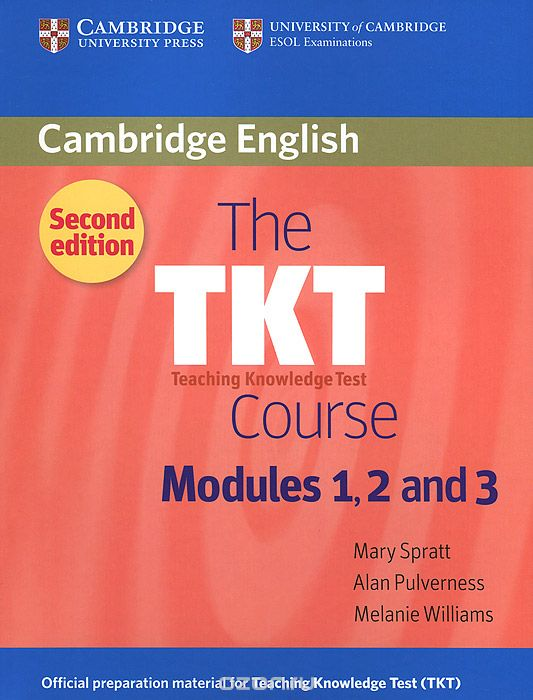 CAMBRIDGE
UNIVERSITY PRESS
UNIVERSITY of CAMBRIDGE
ESOL Examinations
Cambridge English
Second
edition
The
TKT
Teaching Knowledge Test
Course
Modules 1, 2 and 3
Mary Spratt
Alan Pulverness
Melanie Williams
Official preparation material for Teaching Knowledge Test (TKT)